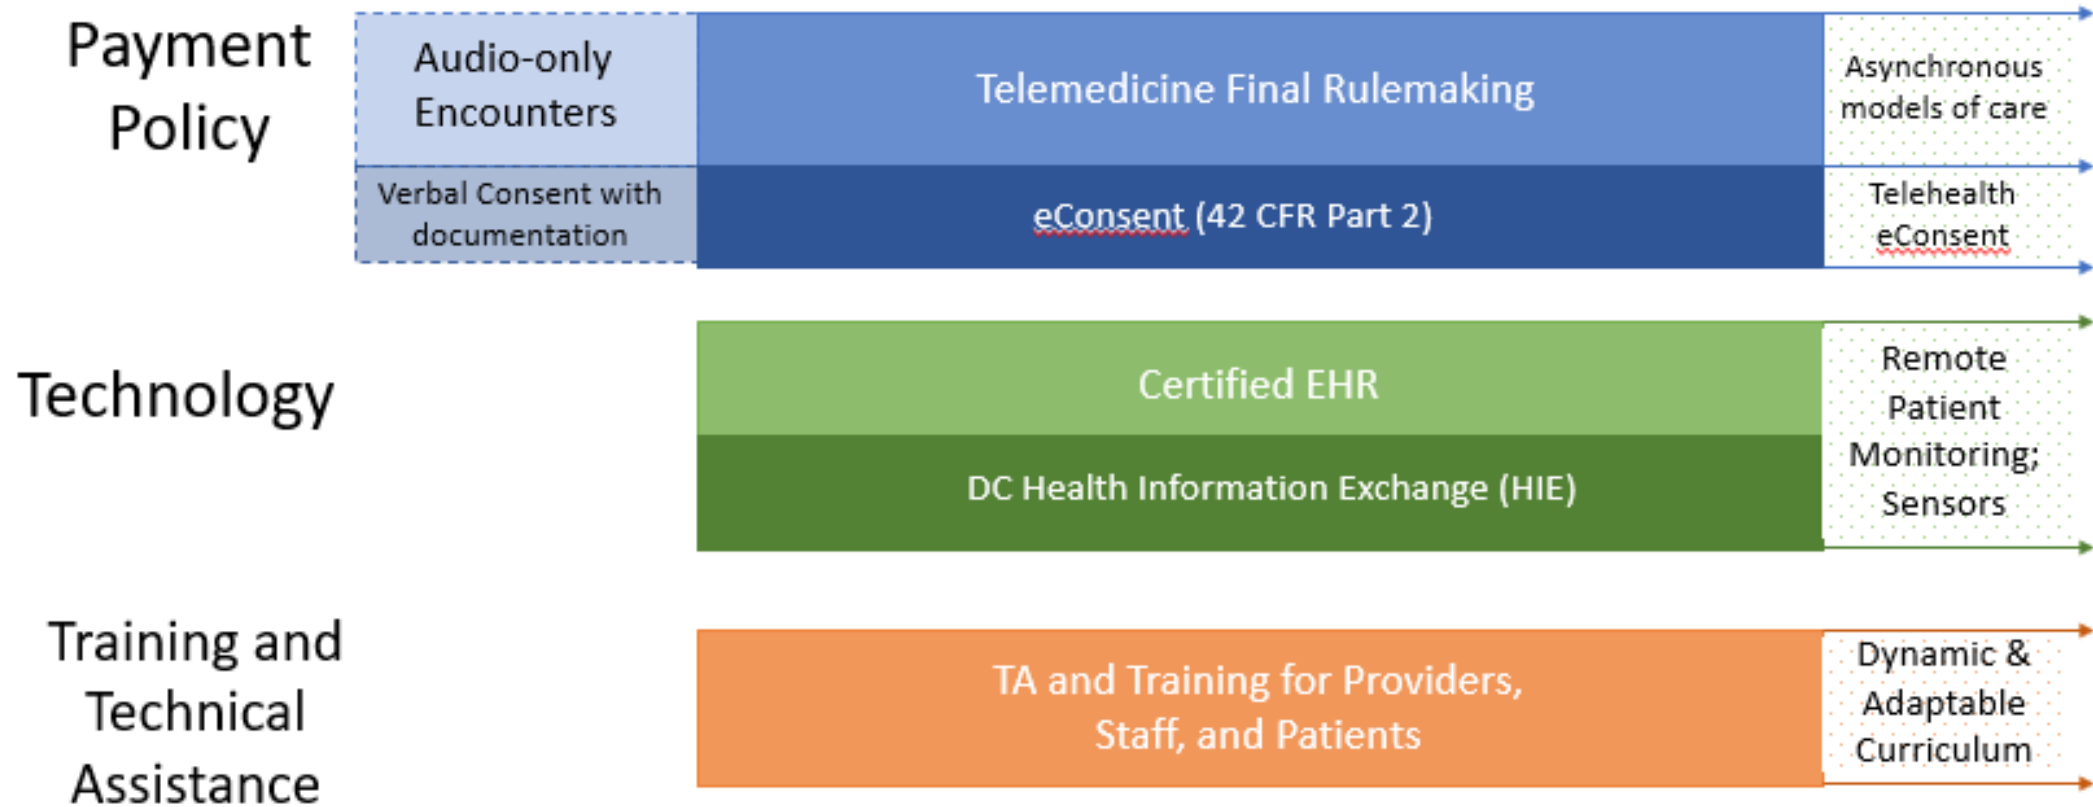 Payment
Policy
Audio-only
Encounters
Telemedicine Final Rulemaking
Asynchronous
models of care
Verbal Consent with
documentation
eConsent (42 CFR Part 2)
Telehealth
eConsent
Technology
Certified EHR
DC Health Information Exchange (HIE)
Remote
Patient
Monitoring;
Sensors
Training and
Technical
Assistance
TA and Training for Providers,
Staff, and Patients
Dynamic &
Adaptable
Curriculum